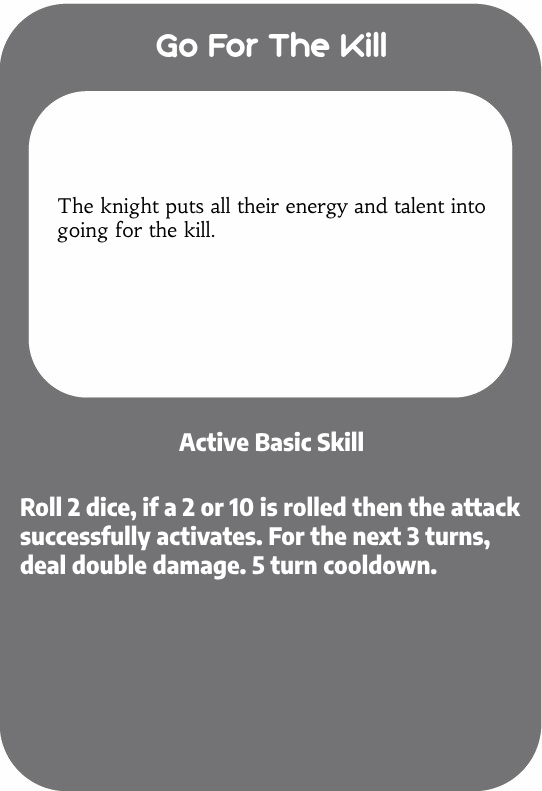 Go For The Kill
The knight puts all their energy and talent into
going for the kill.
Active Basic Skill
Roll 2 dice, if a 2 or 10 is rolled then the attack
successfully activates. For the next 3 turns,
deal double damage. 5 turn cooldown.